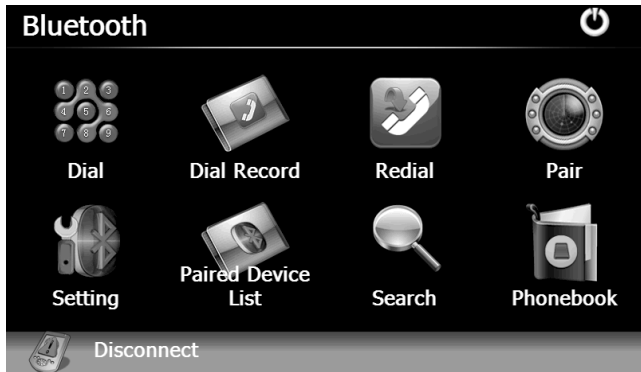 Bluetooth
1 2 3
4 5 6
7 8 9
Dial
Dial Record
Redial
Pair
Setting
Paired Device
List
Search
Phonebook
Disconnect